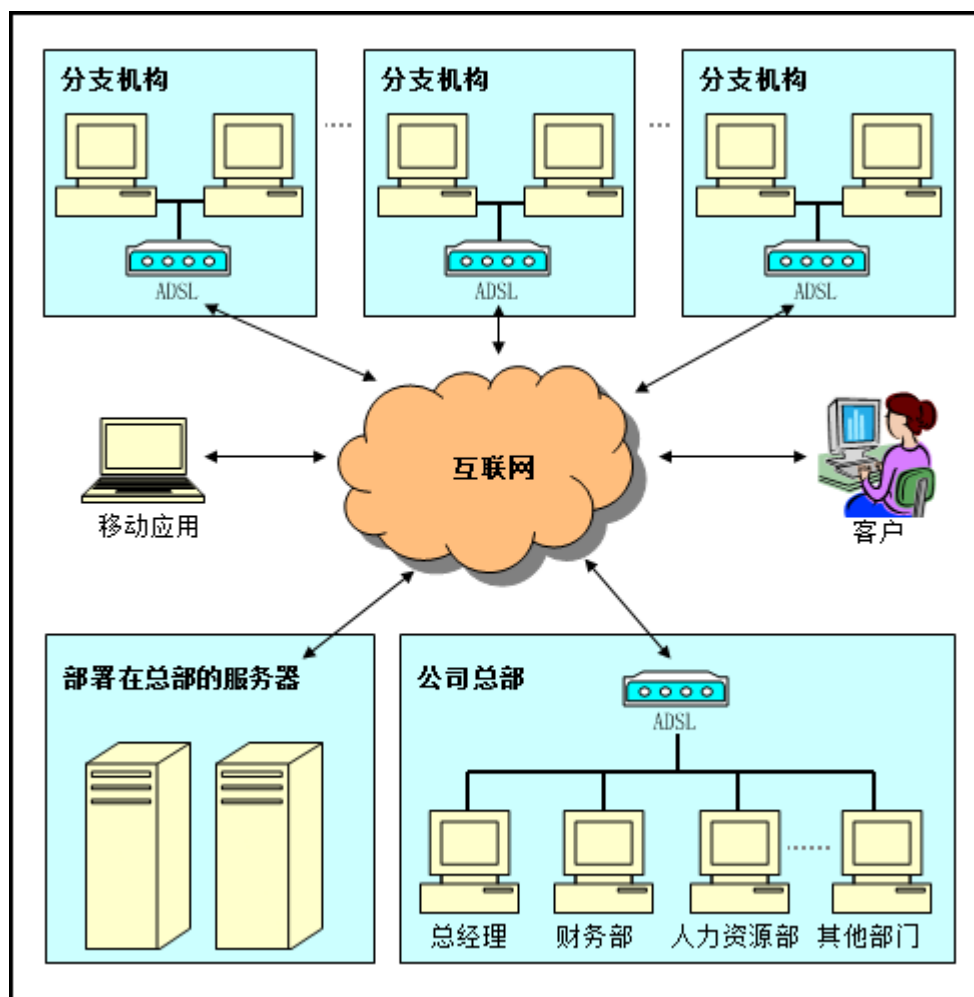 分支机构
分支机构
分支机构
ADSL
ADSL
ADSL
互联网
移动应用
客户
部署在总部的服务器
公司总部
ADSL
总经理
财务部
人力资源部
其他部门